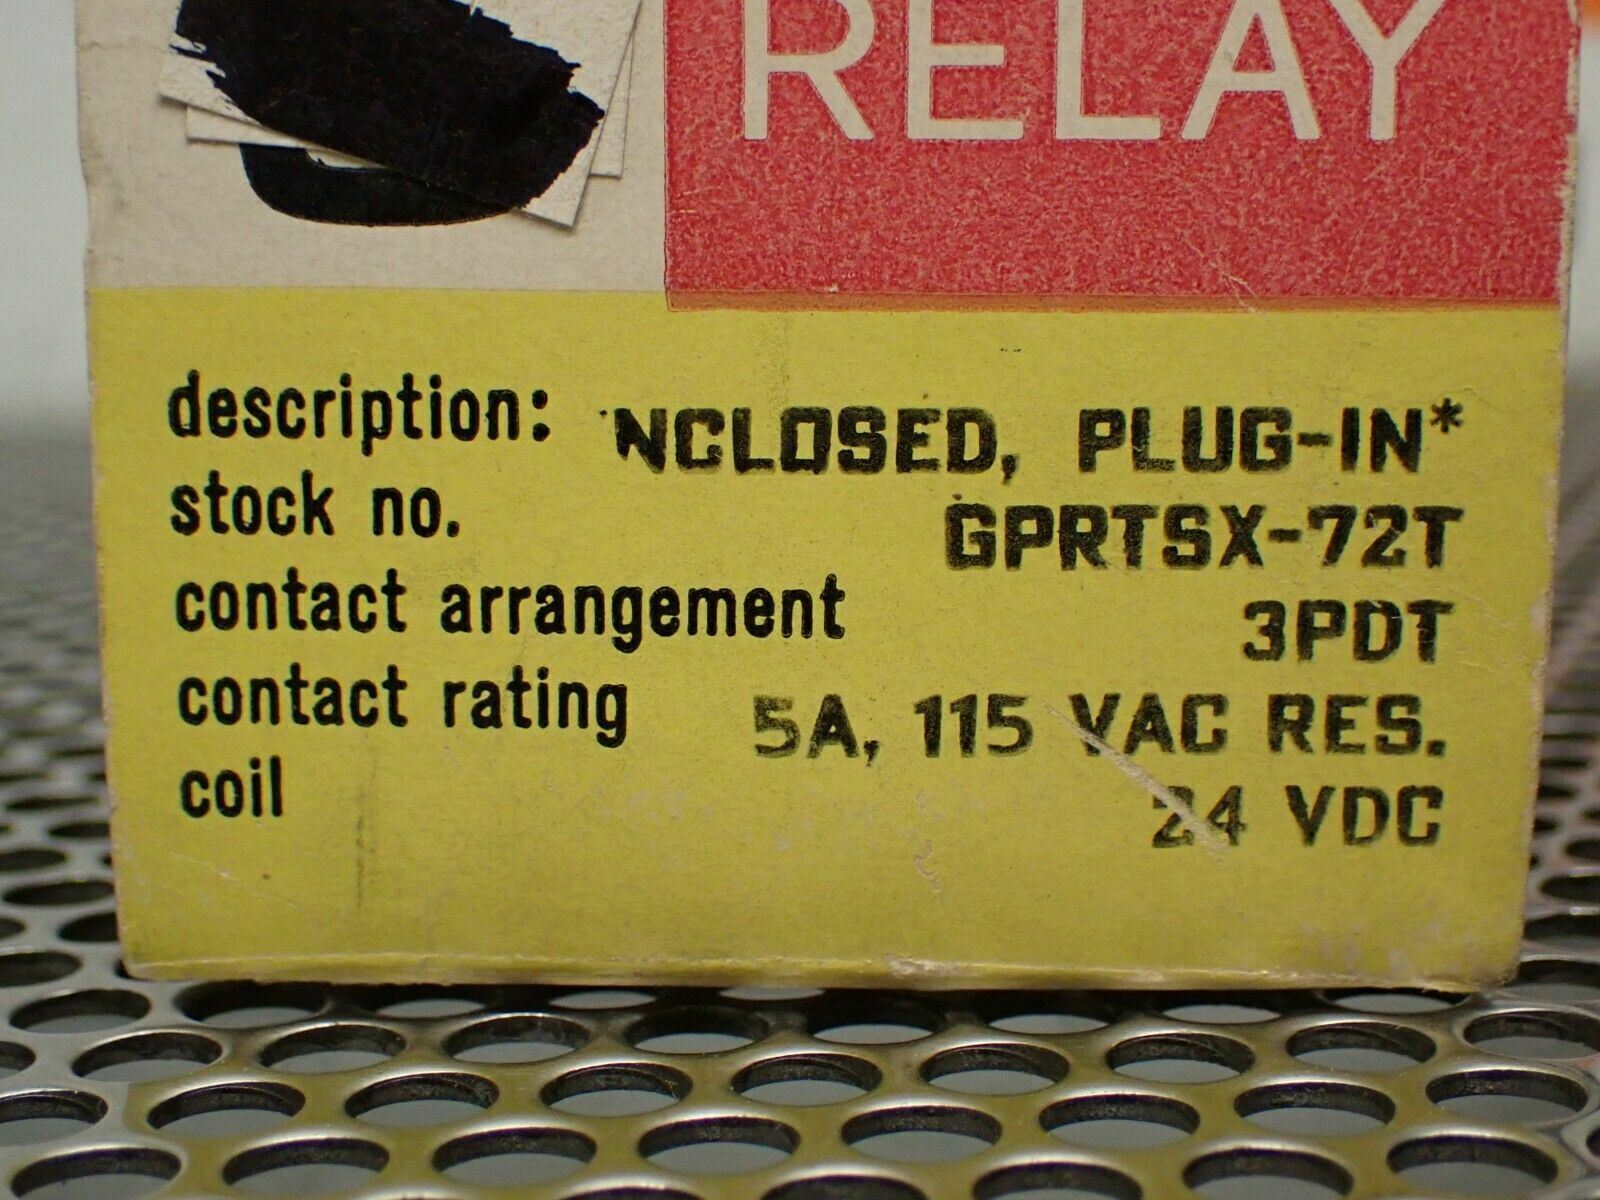 RELAY
description: NCLOSED, PLUG-IN*
stock no. GPRTSX-72T
contact arrangement 3PDT
contact rating 5A, 115 VAC RES.
coil 24 VDC